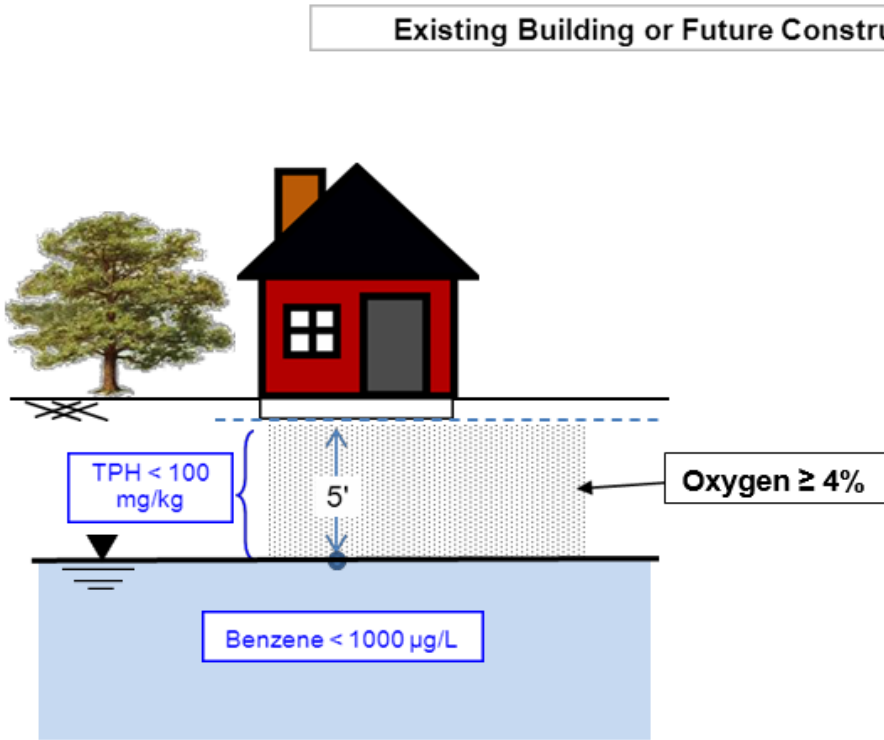 Existing Building or Future Constru
TPH < 100
mg/kg
5'
Oxygen ≥ 4%
Benzene < 1000 µg/L